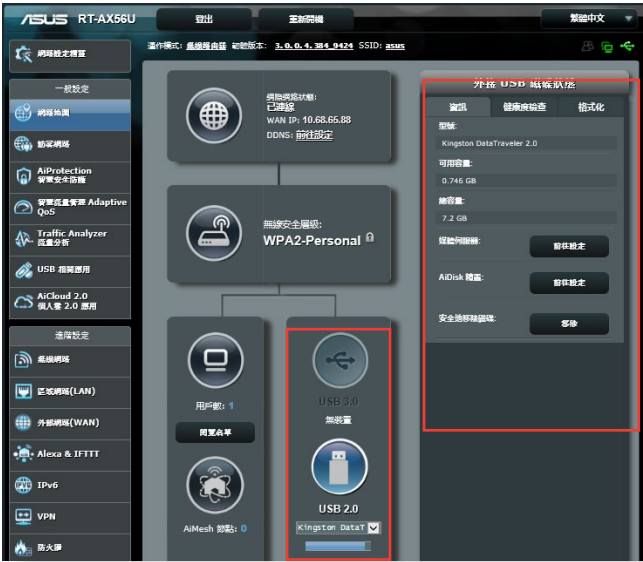 ASUS RT-AX56U
登出
重新開機
繁體中文
運作模式: 無線路由器 韌體版本: 3.0.0.4.384_9424 SSID: asus
網路設定精靈
一般設定
網路地圖
訪客網路
AiProtection
智慧安全防護
智慧流量管理 Adaptive
QoS
Traffic Analyzer
流量分析
USB 相關應用
AiCloud 2.0
個人雲 2.0 應用
進階設定
無線網路
區域網路(LAN)
外部網路(WAN)
Alexa & IFTTT
IPv6
VPN
防火牆
網際網路狀態:
已連線
WAN IP: 10.68.65.88
DDNS: 前往設定
無線安全層級:
WPA2-Personal
用戶數: 1
閱覽名單
AiMesh 節點: 0
USB 3.0
無裝置
USB 2.0
Kingston DataT
外接 USB 磁碟狀態
資訊
健康度檢查
格式化
型號:
Kingston DataTraveler 2.0
可用容量:
0.746 GB
總容量:
7.2 GB
媒體伺服器:
前往設定
AiDisk 精靈:
前往設定
安全地移除磁碟:
移除